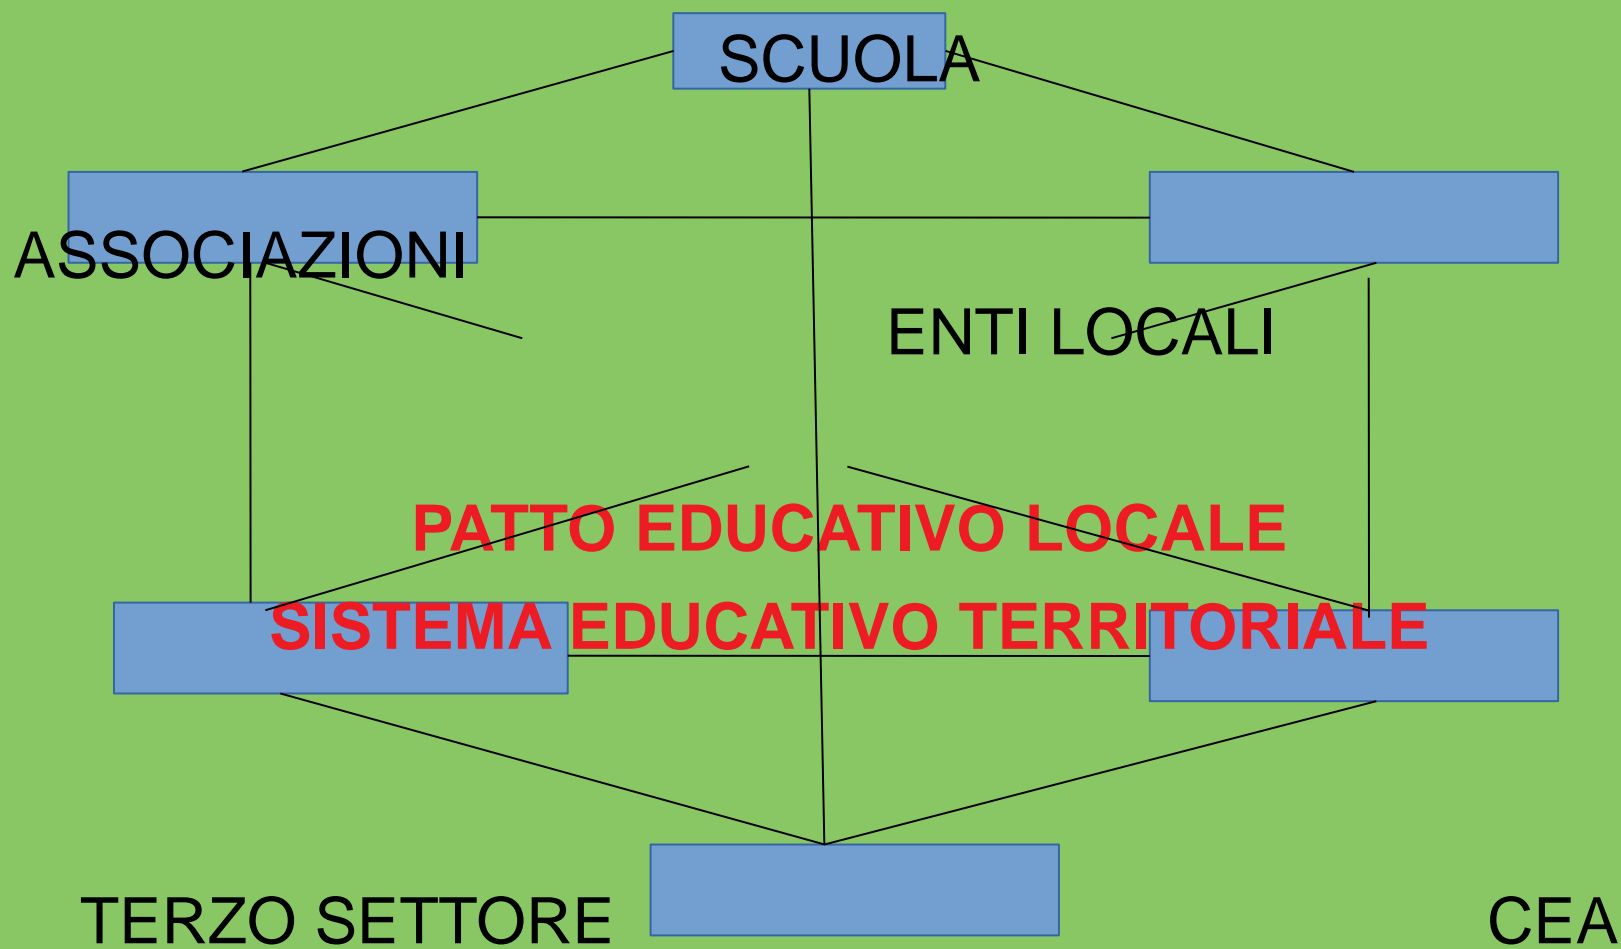 SCUOLA
ASSOCIAZIONI
ENTI LOCALI
PATTO EDUCATIVO LOCALE
SISTEMA EDUCATIVO TERRITORIALE
TERZO SETTORE
CEA